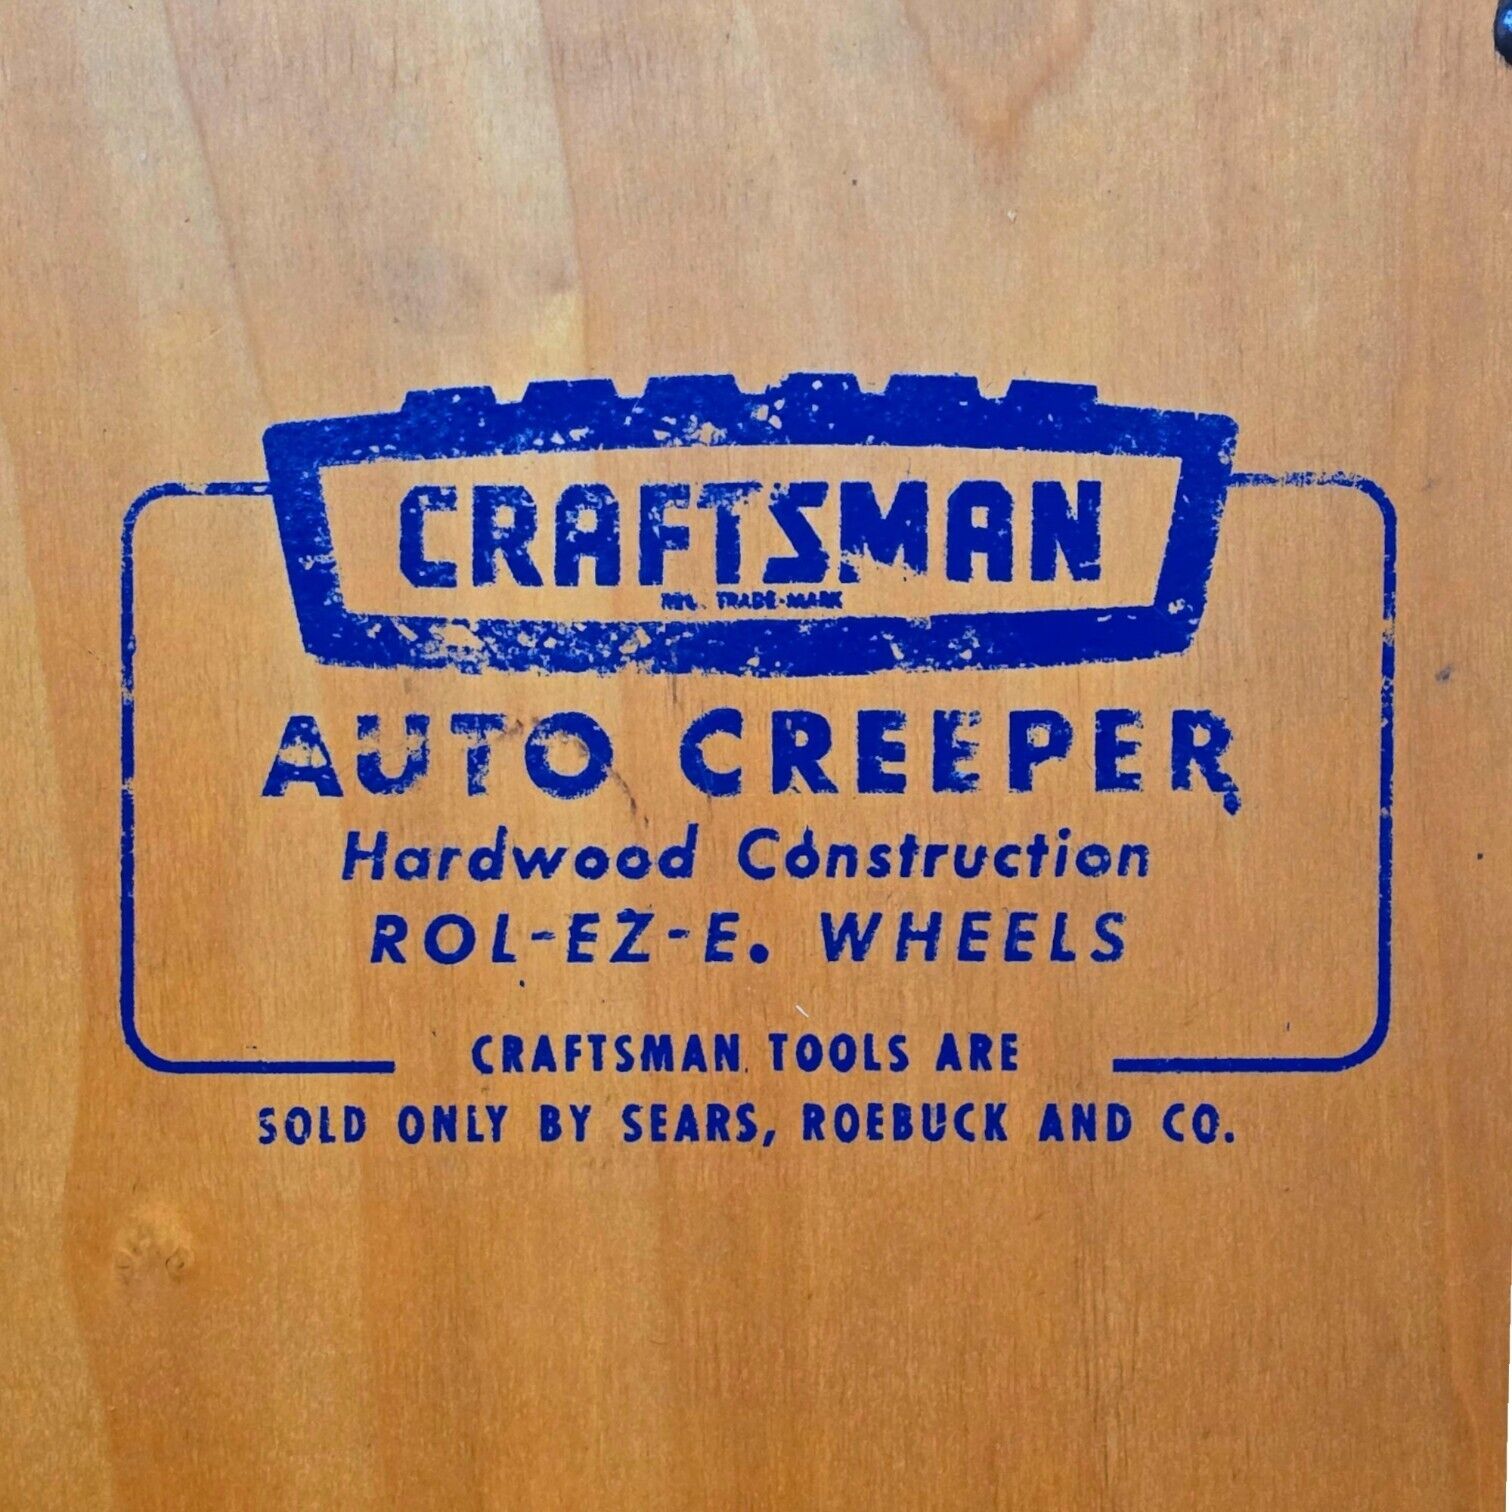 CRAFTSMAN
REG. TRADE-MARK
AUTO CREEPER
Hardwood Construction
ROL-EZ-E. WHEELS
CRAFTSMAN TOOLS ARE
SOLD ONLY BY SEARS, ROEBUCK AND CO.